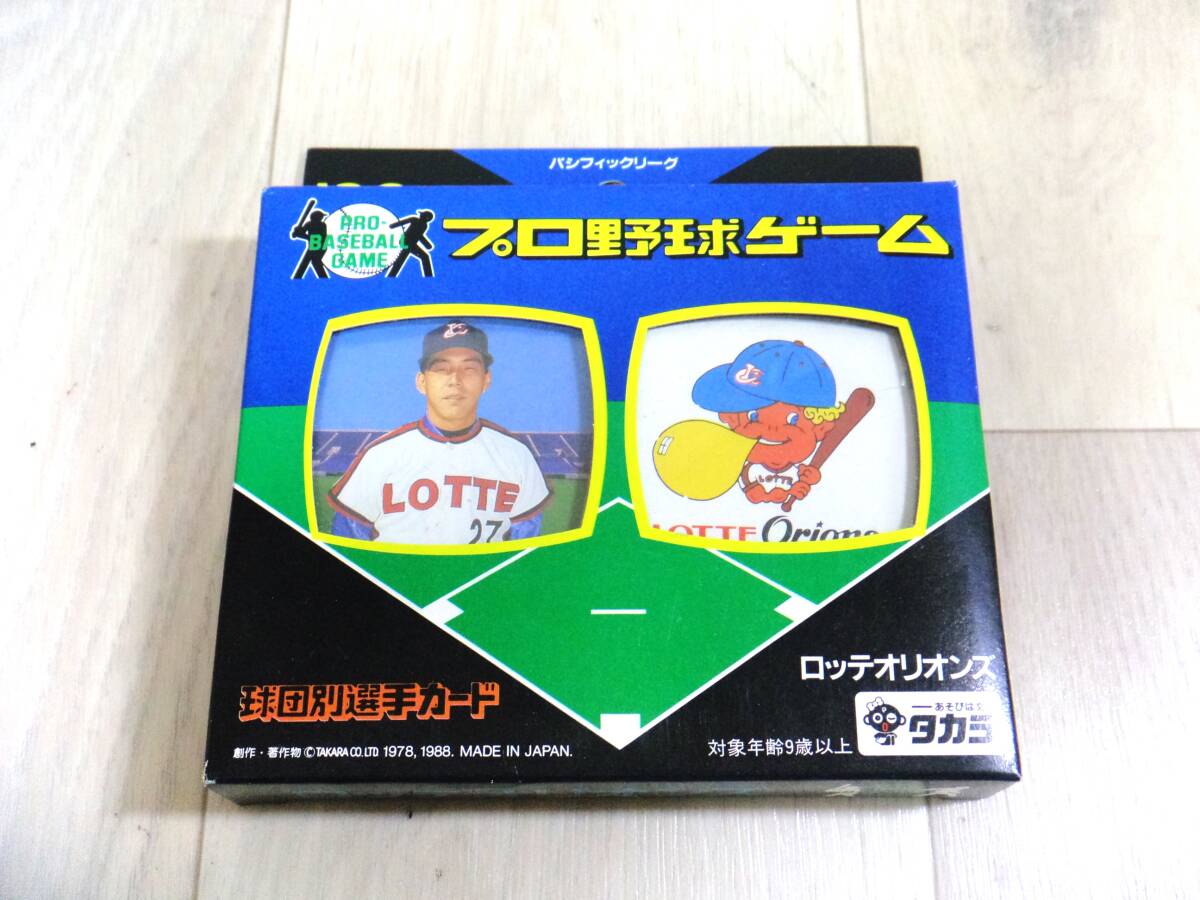 パシフィックリーグ
PRO-
BASEBALL
GAME
プロ野球ゲーム
LOTTE
27
LOTTE
LOTTE Orions
ロッテオリオンズ
球団別選手カード
―あそびは
タカラ
創作・著作物 ©TAKARA CO.LTD 1978, 1988. MADE IN JAPAN.
対象年齢9歳以上